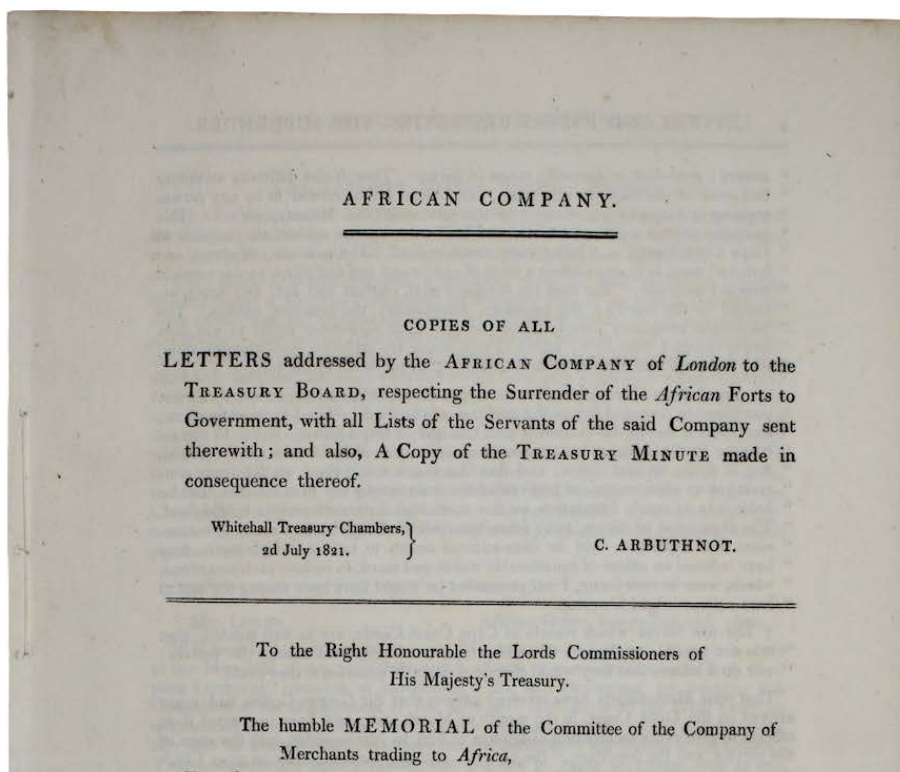 AFRICAN COMPANY.
COPIES OF ALL
LETTERS addressed by the AFRICAN COMPANY of London to the
TREASURY BOARD, respecting the Surrender of the African Forts to
Government, with all Lists of the Servants of the said Company sent
therewith; and also, A Copy of the TREASURY MINUTE made in
consequence thereof.
Whitehall Treasury Chambers,
2d July 1821.
C. ARBUTHNOT.
To the Right Honourable the Lords Commissioners of
His Majesty's Treasury.
The humble MEMORIAL of the Committee of the Company of
Merchants trading to Africa,